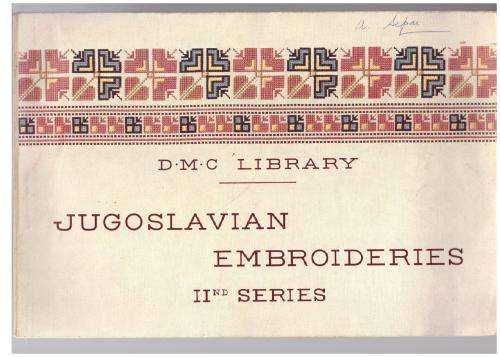 D·M·C LIBRARY
JUGOSLAVIAN
EMBROIDERIES
IIND SERIES